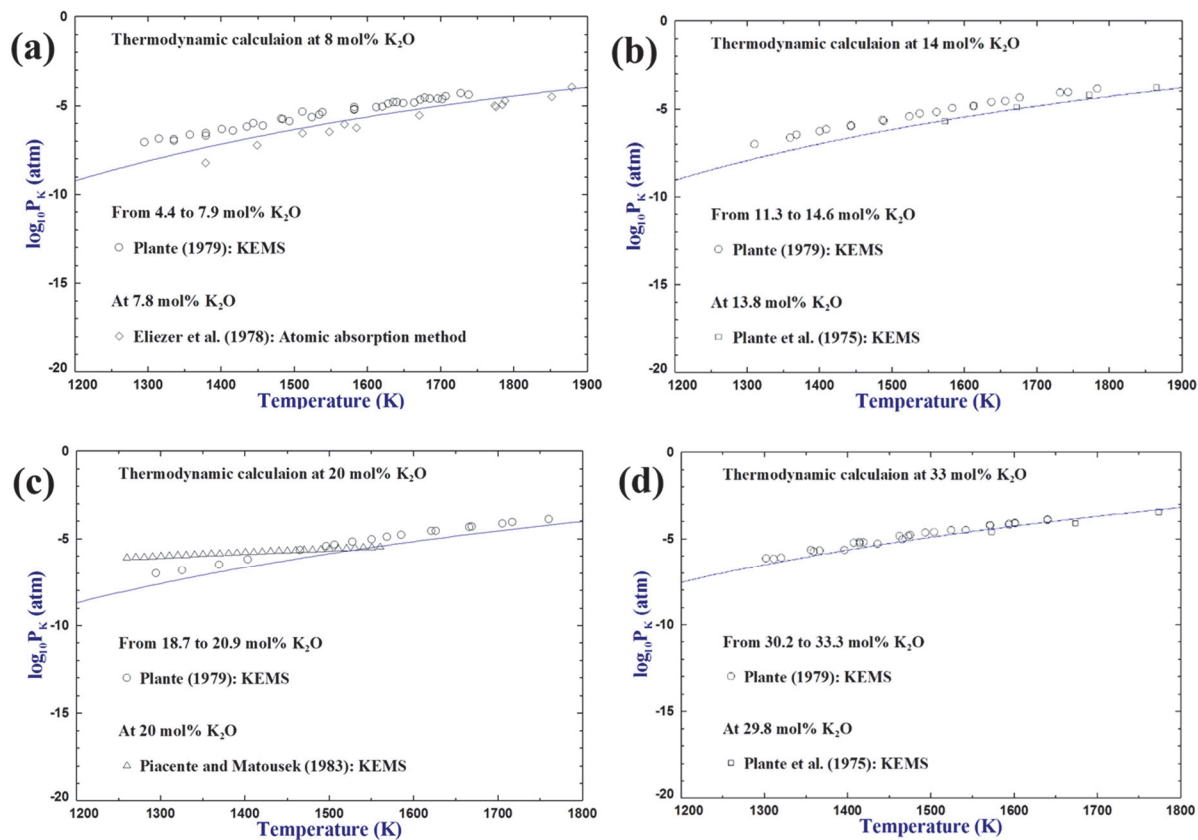 (a)
Thermodynamic calculaion at 8 mol% K₂O
From 4.4 to 7.9 mol% K₂O
Plante (1979): KEMS
At 7.8 mol% K₂O
Eliezer et al. (1978): Atomic absorption method
log₁₀P_K (atm)
0
-5
-10
-15
-20
1200 1300 1400 1500 1600 1700 1800 1900
Temperature (K)
(b)
Thermodynamic calculaion at 14 mol% K₂O
From 11.3 to 14.6 mol% K₂O
Plante (1979): KEMS
At 13.8 mol% K₂O
Plante et al. (1975): KEMS
log₁₀P_K (atm)
0
-5
-10
-15
-20
1200 1300 1400 1500 1600 1700 1800 1900
Temperature (K)
(c)
Thermodynamic calculaion at 20 mol% K₂O
From 18.7 to 20.9 mol% K₂O
Plante (1979): KEMS
At 20 mol% K₂O
Piacente and Matousek (1983): KEMS
log₁₀P_K (atm)
0
-5
-10
-15
-20
1200 1300 1400 1500 1600 1700 1800
Temperature (K)
(d)
Thermodynamic calculaion at 33 mol% K₂O
From 30.2 to 33.3 mol% K₂O
Plante (1979): KEMS
At 29.8 mol% K₂O
Plante et al. (1975): KEMS
log₁₀P_K (atm)
0
-5
-10
-15
-20
1200 1300 1400 1500 1600 1700 1800
Temperature (K)